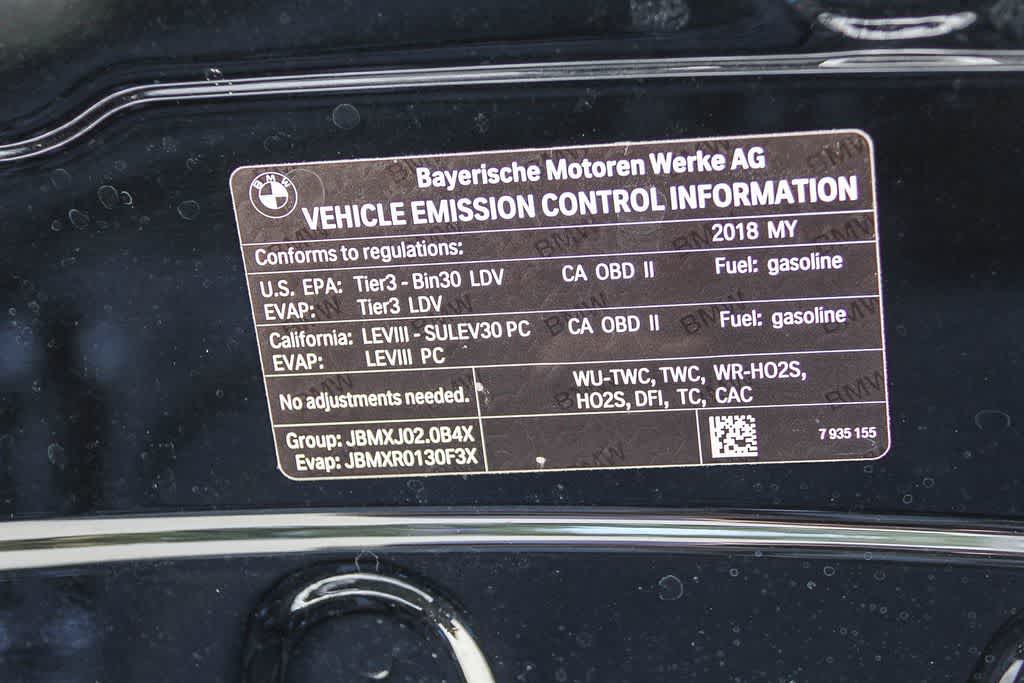 BMW
Bayerische Motoren Werke AG
VEHICLE EMISSION CONTROL INFORMATION
Conforms to regulations: 2018 MY
U.S. EPA: Tier3 - Bin30 LDV CA OBD II Fuel: gasoline
EVAP: Tier3 LDV
California: LEVIII - SULEV30 PC CA OBD II Fuel: gasoline
EVAP: LEVIII PC
No adjustments needed. WU-TWC, TWC, WR-HO2S,
HO2S, DFI, TC, CAC
Group: JBMXJ02.0B4X
Evap: JBMXR0130F3X
7 935 155